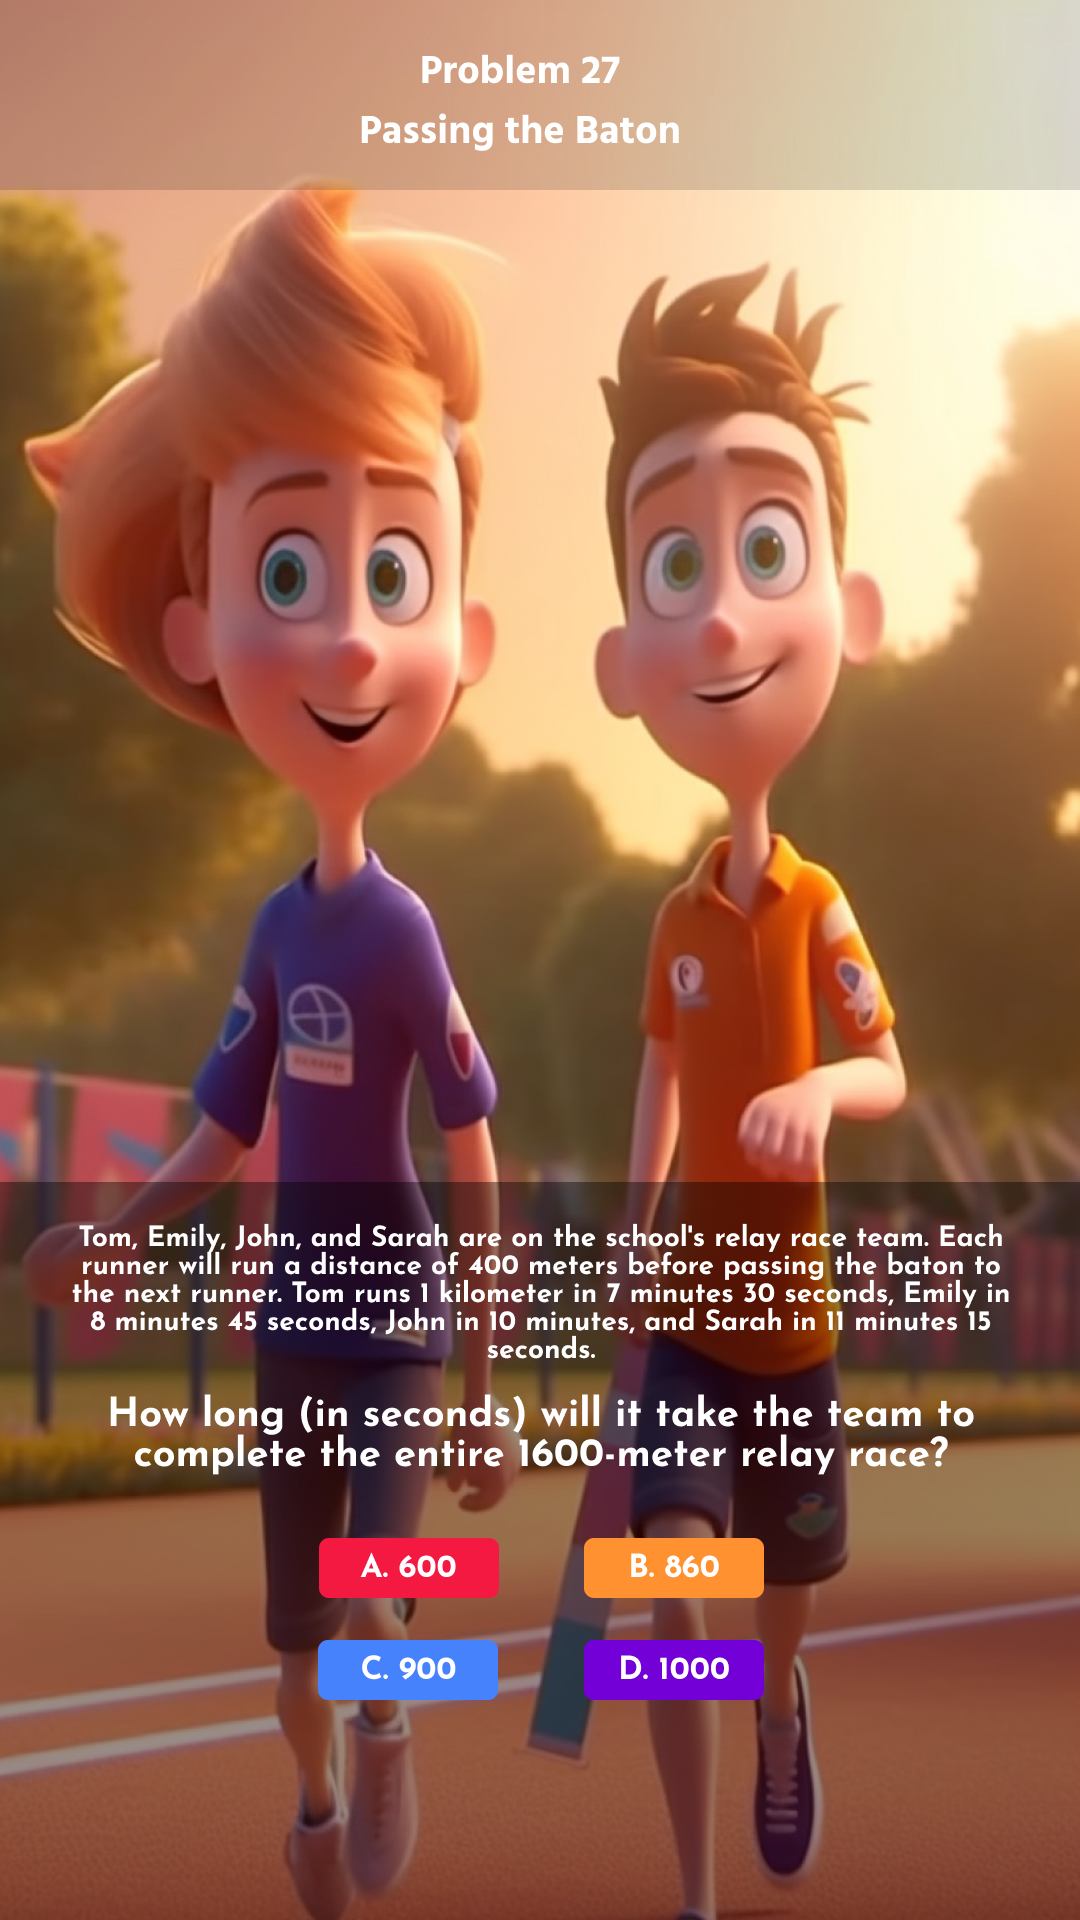 Problem 27
Passing the Baton
Tom, Emily, John, and Sarah are on the school's relay race team. Each
runner will run a distance of 400 meters before passing the baton to
the next runner. Tom runs 1 kilometer in 7 minutes 30 seconds, Emily in
8 minutes 45 seconds, John in 10 minutes, and Sarah in 11 minutes 15
seconds.
How long (in seconds) will it take the team to
complete the entire 1600-meter relay race?
A. 600
B. 860
C. 900
D. 1000